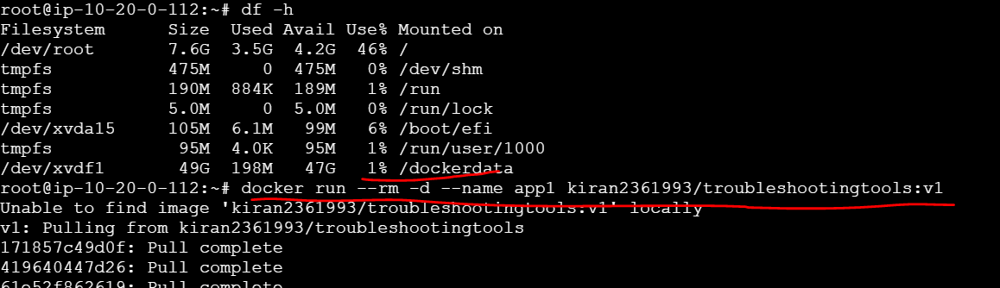 root@ip-10-20-0-112:~# df -h
Filesystem      Size  Used Avail Use% Mounted on
/dev/root       7.6G  3.5G  4.2G  46% /
tmpfs           475M     0  475M   0% /dev/shm
tmpfs           190M  884K  189M   1% /run
tmpfs           5.0M     0  5.0M   0% /run/lock
/dev/xvda15     105M  6.1M   99M   6% /boot/efi
tmpfs            95M  4.0K   95M   1% /run/user/1000
/dev/xvdf1       49G  198M   47G   1% /dockerdata
root@ip-10-20-0-112:~# docker run --rm -d --name app1 kiran2361993/troubleshootingtools:v1
Unable to find image 'kiran2361993/troubleshootingtools:v1' locally
v1: Pulling from kiran2361993/troubleshootingtools
171857c49d0f: Pull complete
419640447d26: Pull complete
61e52f862619: Pull complete